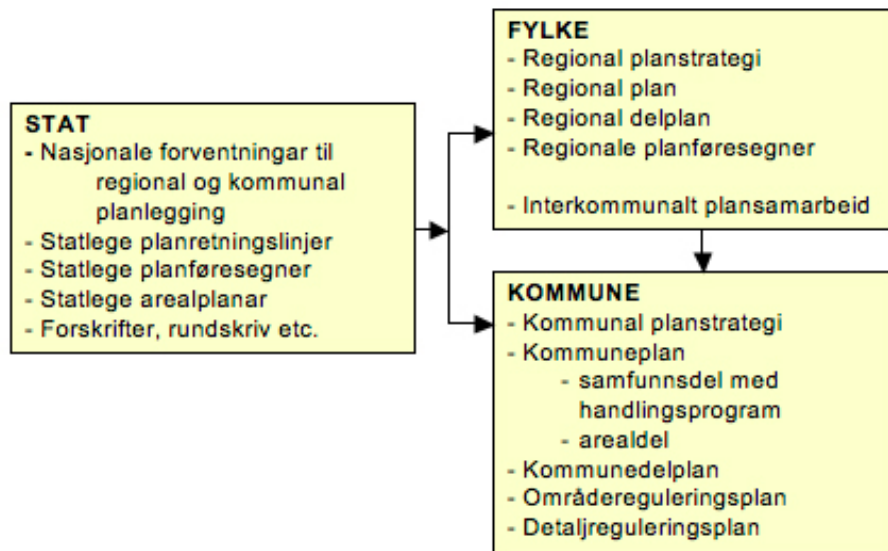 STAT
- Nasjonale forventningar til
regional og kommunal
planlegging
- Statlege planretningslinjer
- Statlege planføresegner
- Statlege arealplanar
- Forskrifter, rundskriv etc.
FYLKE
- Regional planstrategi
- Regional plan
- Regional delplan
- Regionale planføresegner
- Interkommunalt plansamarbeid
KOMMUNE
- Kommunal planstrategi
- Kommuneplan
- samfunnsdel med
handlingsprogram
- arealdel
- Kommunedelplan
- Områdereguleringsplan
- Detaljreguleringsplan